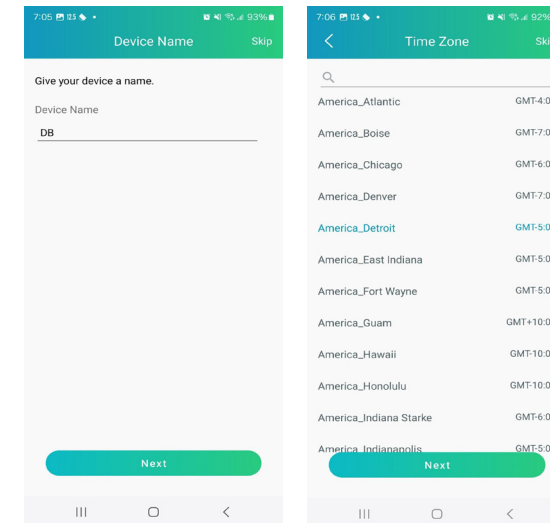 7:05 93%
Device Name Skip
Give your device a name.
Device Name
DB
Next
7:06 92%
Time Zone Ski
America_Atlantic GMT-4:0
America_Boise GMT-7:0
America_Chicago GMT-6:0
America_Denver GMT-7:0
America_Detroit GMT-5:0
America_East Indiana GMT-5:0
America_Fort Wayne GMT-5:0
America_Guam GMT+10:0
America_Hawaii GMT-10:0
America_Honolulu GMT-10:0
America_Indiana Starke GMT-6:0
America_Indianapolis GMT-5:0
Next